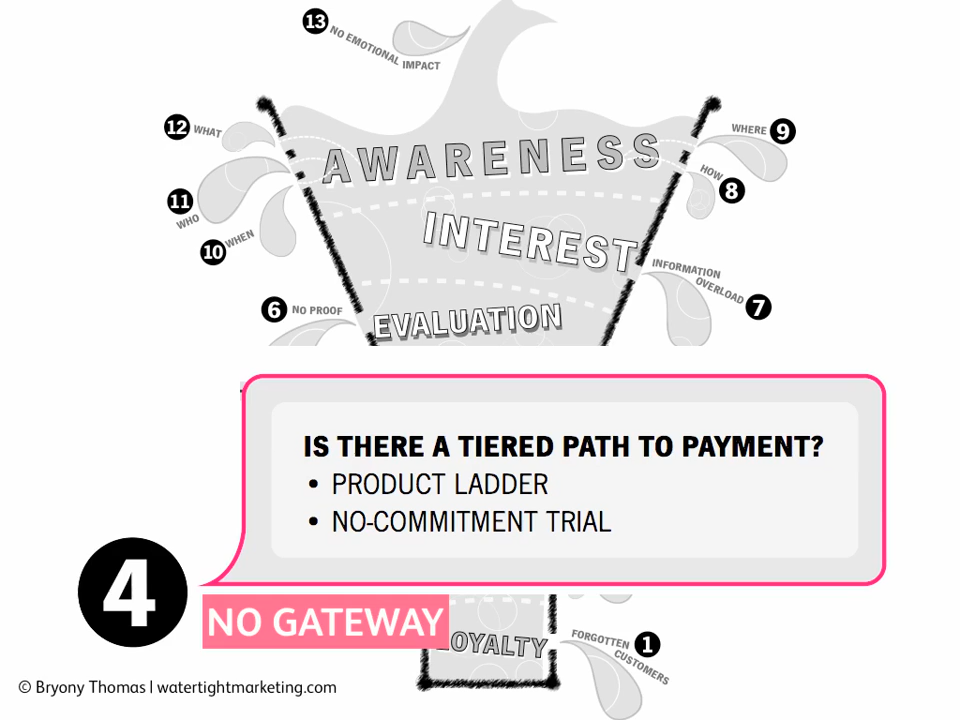 13 NO EMOTIONAL IMPACT
12 WHAT
WHERE 9
AWARENESS
HOW 8
11 WHO
INTEREST
10 WHEN
INFORMATION OVERLOAD 7
6 NO PROOF
EVALUATION
IS THERE A TIERED PATH TO PAYMENT?
• PRODUCT LADDER
• NO-COMMITMENT TRIAL
4
NO GATEWAY
LOYALTY
FORGOTTEN CUSTOMERS 1
© Bryony Thomas | watertightmarketing.com